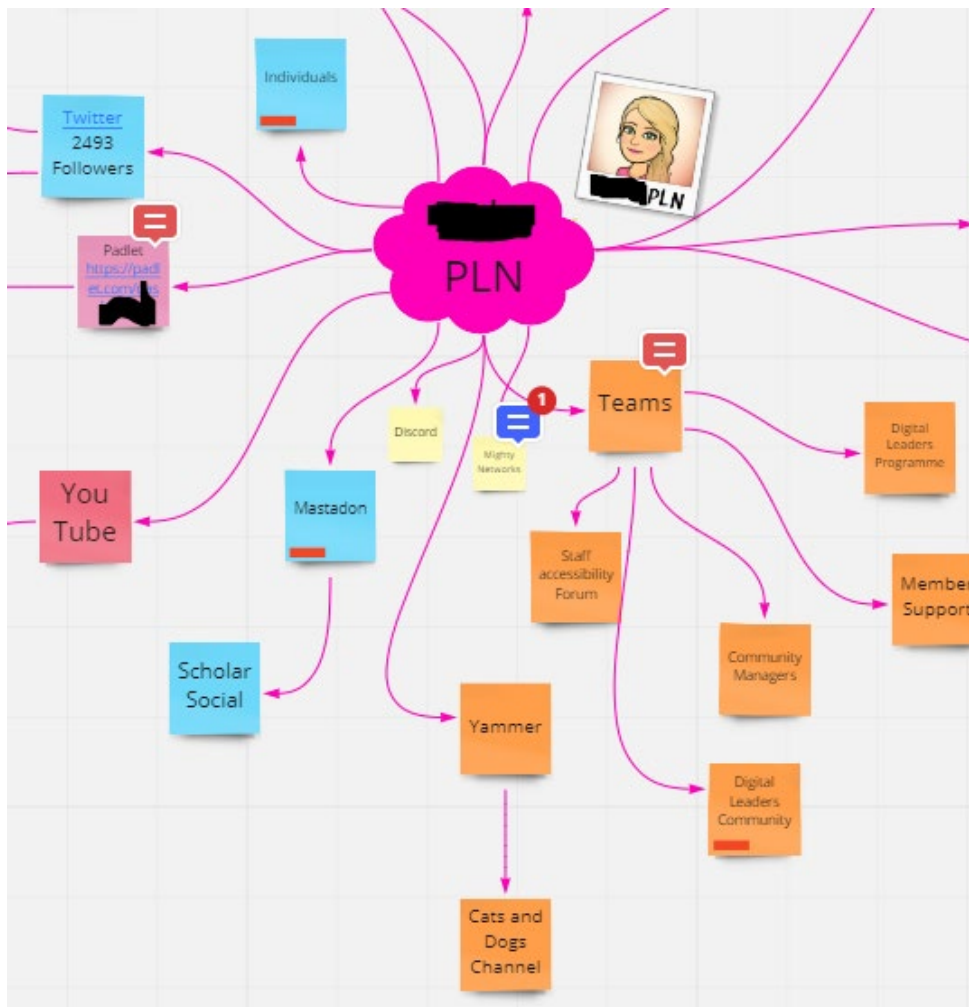 Individuals
Twitter
2493
Followers
PLN
PLN
Padlet
https://padl
et.com/
Teams
1
Discord
Mighty
Networks
Digital
Leaders
Programme
You
Tube
Mastadon
Staff
accessibility
Forum
Member
Support
Community
Managers
Scholar
Social
Yammer
Digital
Leaders
Community
Cats and
Dogs
Channel